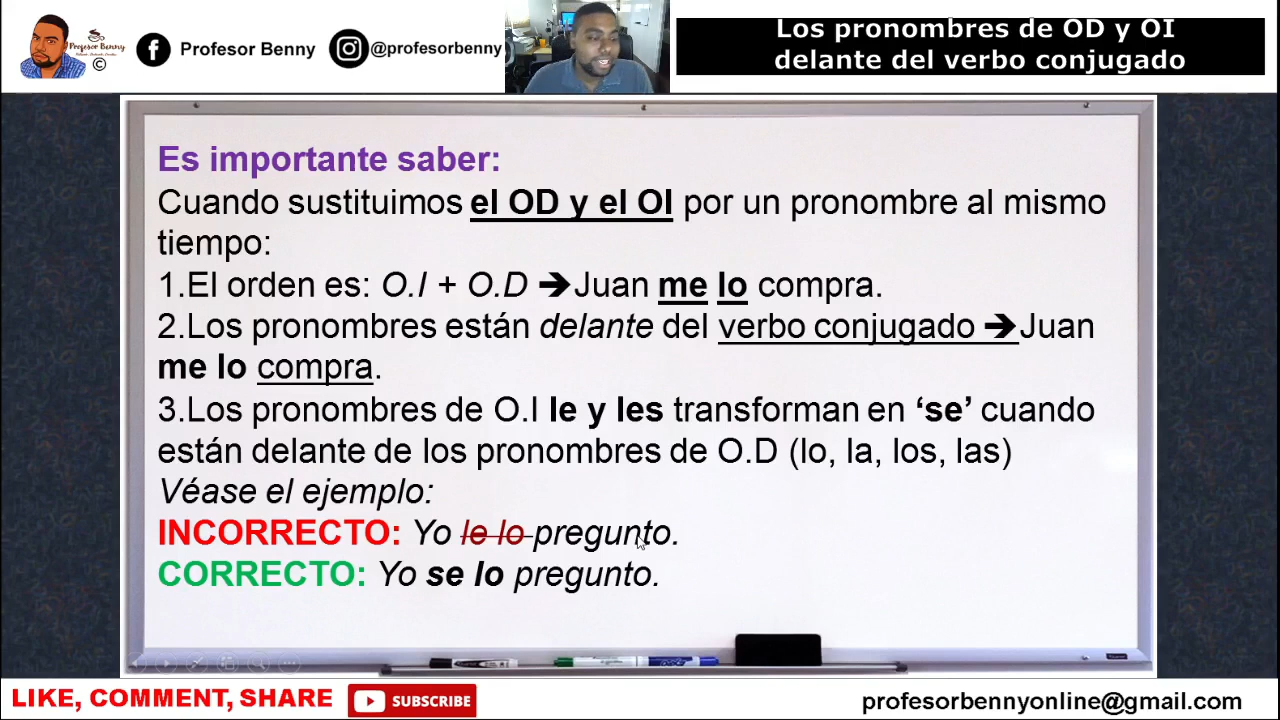 Profesor Benny
©
Profesor Benny
@profesorbenny
Los pronombres de OD y OI
delante del verbo conjugado
Es importante saber:
Cuando sustituimos el OD y el OI por un pronombre al mismo
tiempo:
1.El orden es: O.I + O.D ➔Juan me lo compra.
2.Los pronombres están delante del verbo conjugado ➔Juan
me lo compra.
3.Los pronombres de O.I le y les transforman en ‘se’ cuando
están delante de los pronombres de O.D (lo, la, los, las)
Véase el ejemplo:
INCORRECTO: Yo le lo pregunto.
CORRECTO: Yo se lo pregunto.
LIKE, COMMENT, SHARE
SUBSCRIBE
profesorbennyonline@gmail.com